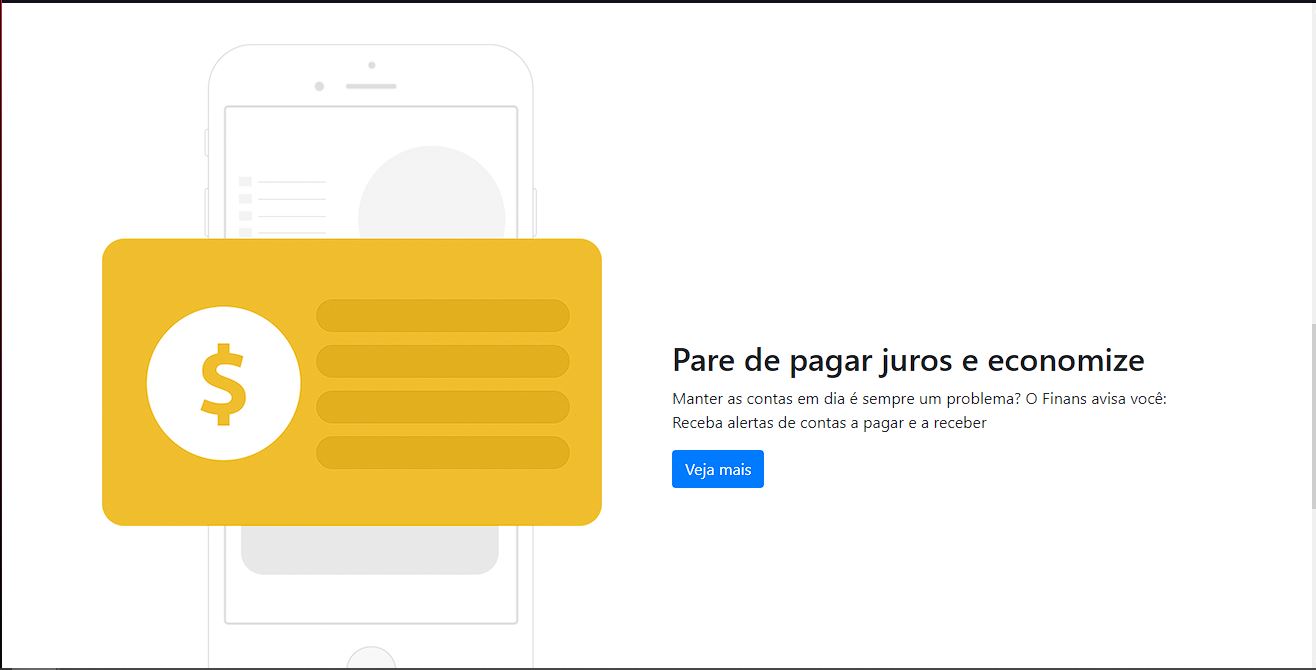 $
Pare de pagar juros e economize
Manter as contas em dia é sempre um problema? O Finans avisa você:
Receba alertas de contas a pagar e a receber
Veja mais